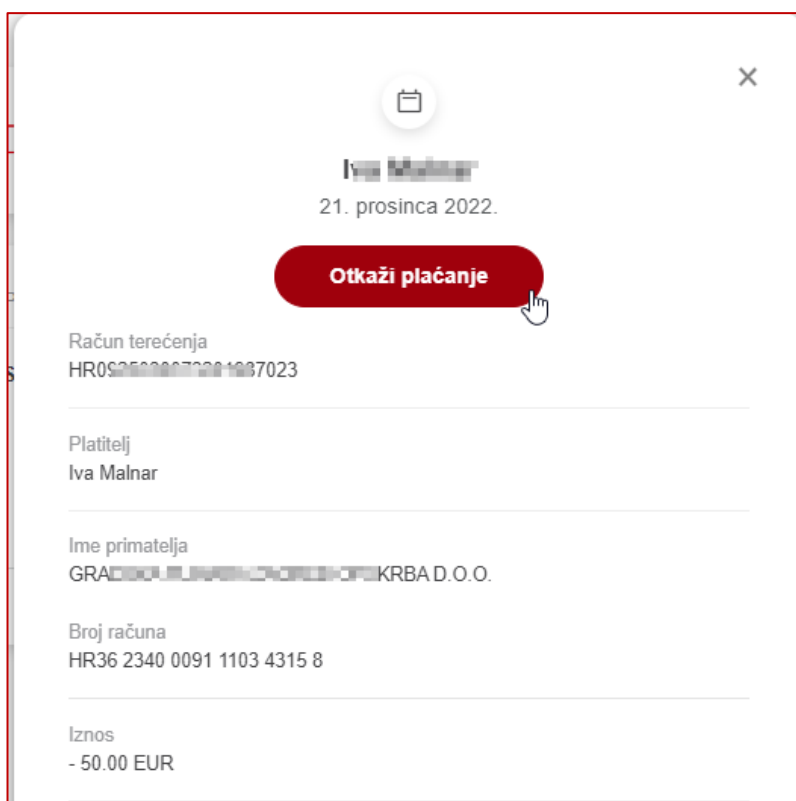 21. prosinca 2022.
Otkaži plaćanje
Račun terećenja
Platitelj
Iva Malnar
Ime primatelja
D.O.O.
Broj računa
HR36 2340 0091 1103 4315 8
Iznos
- 50.00 EUR